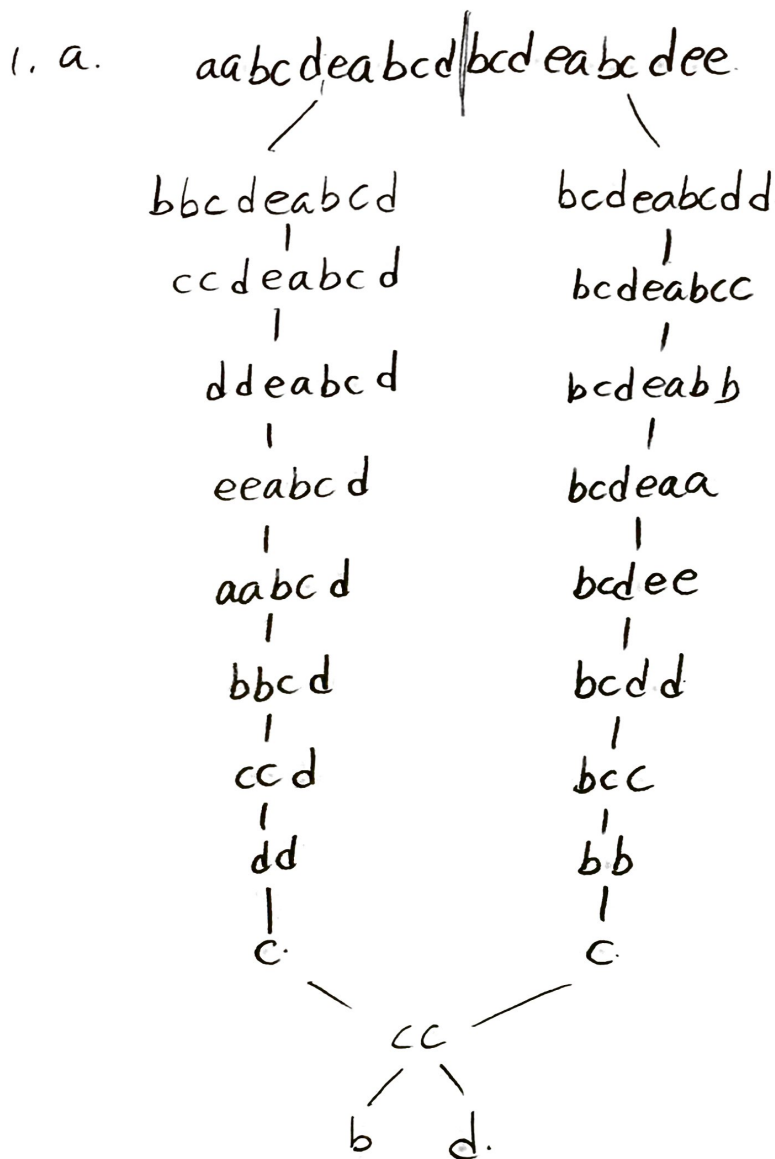 1. a. aabcdeabcd|bcdeabcdee
bbcdeabcd bcdeabcdd
ccdeabcd bcdeabcc
ddeabcd bcdeabb
eeabcd bcdeaa
aabcd bcdee
bbcd bcdd
ccd bcc
dd bb
c. c.
cc
b d.